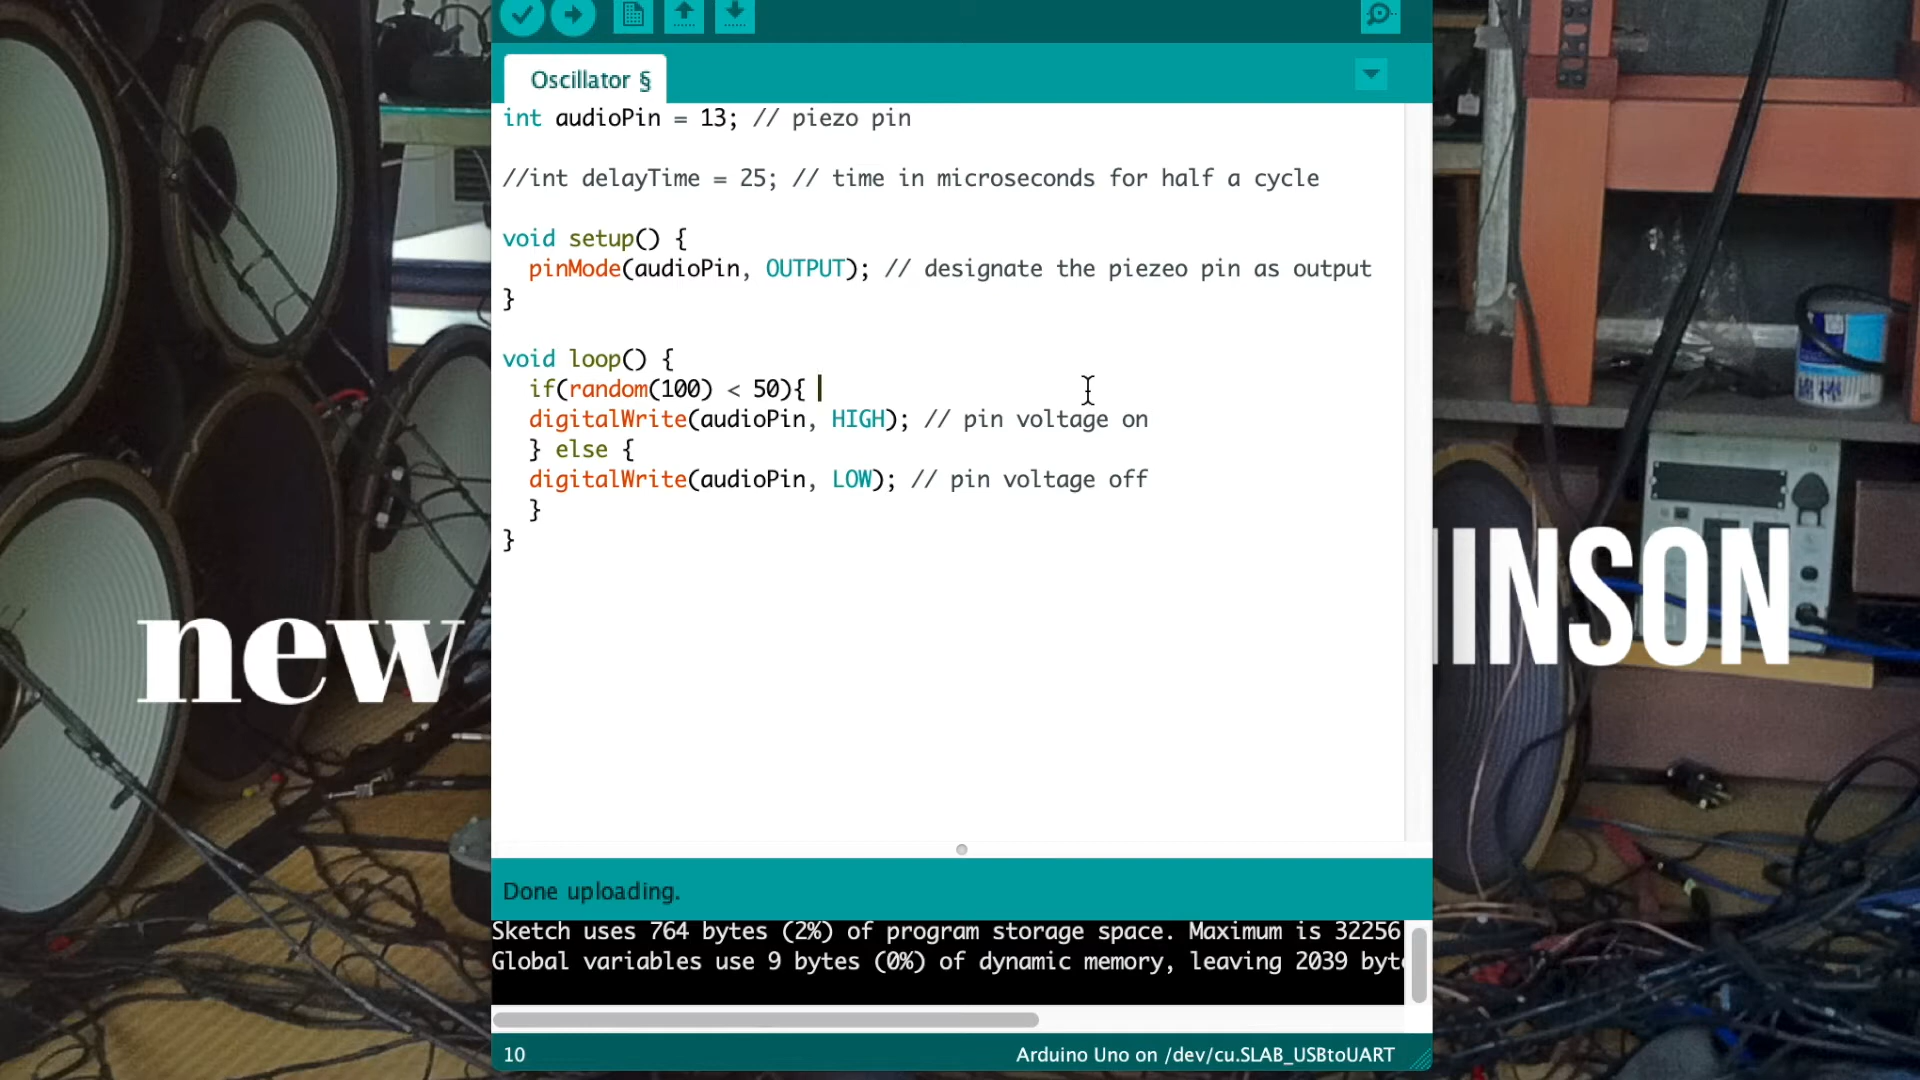 Oscillator §
int audioPin = 13; // piezo pin
//int delayTime = 25; // time in microseconds for half a cycle
void setup() {
pinMode(audioPin, OUTPUT); // designate the piezeo pin as output
}
void loop() {
if(random(100) < 50){
digitalWrite(audioPin, HIGH); // pin voltage on
} else {
digitalWrite(audioPin, LOW); // pin voltage off
}
}
new
INSON
Done uploading.
Sketch uses 764 bytes (2%) of program storage space. Maximum is 32256
Global variables use 9 bytes (0%) of dynamic memory, leaving 2039 byt
10
Arduino Uno on /dev/cu.SLAB_USBtoUART